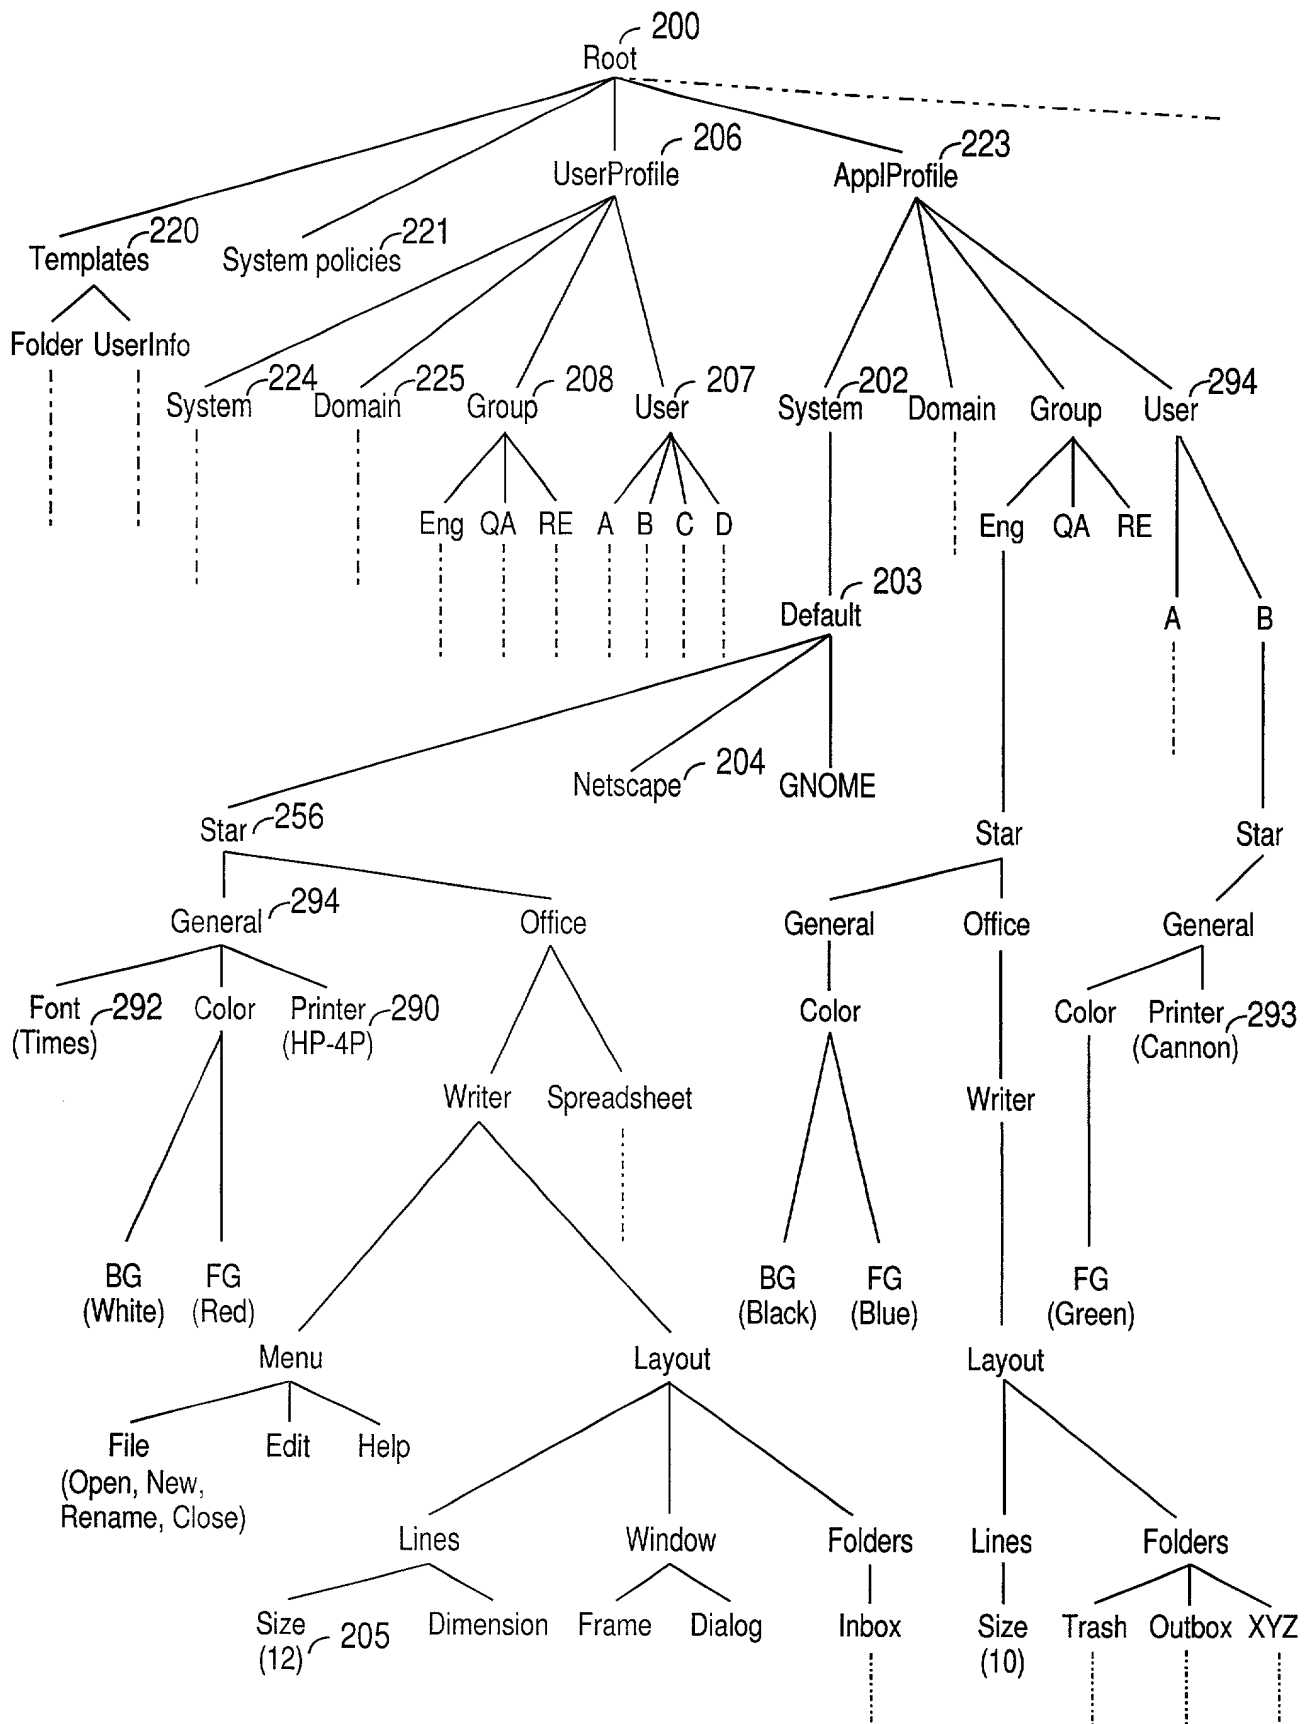 200
Root
206
UserProfile
223
ApplProfile
220
Templates
221
System policies
Folder UserInfo
224
System
225
Domain
208
Group
207
User
202
System
Domain
Group
294
User
Eng QA RE
A B C D
Eng QA RE
203
Default
A B
Netscape 204
GNOME
Star 256
Star
Star
General 294
Office
General
Office
General
Font 292
(Times)
Color
Printer 290
(HP-4P)
Color
Color
Printer 293
(Cannon)
Writer
Spreadsheet
Writer
BG
(White)
FG
(Red)
BG
(Black)
FG
(Blue)
FG
(Green)
Menu
Layout
Layout
File
(Open, New,
Rename, Close)
Edit
Help
Lines
Window
Folders
Lines
Folders
Size
(12) 205
Dimension
Frame
Dialog
Inbox
Size
(10)
Trash
Outbox
XYZ